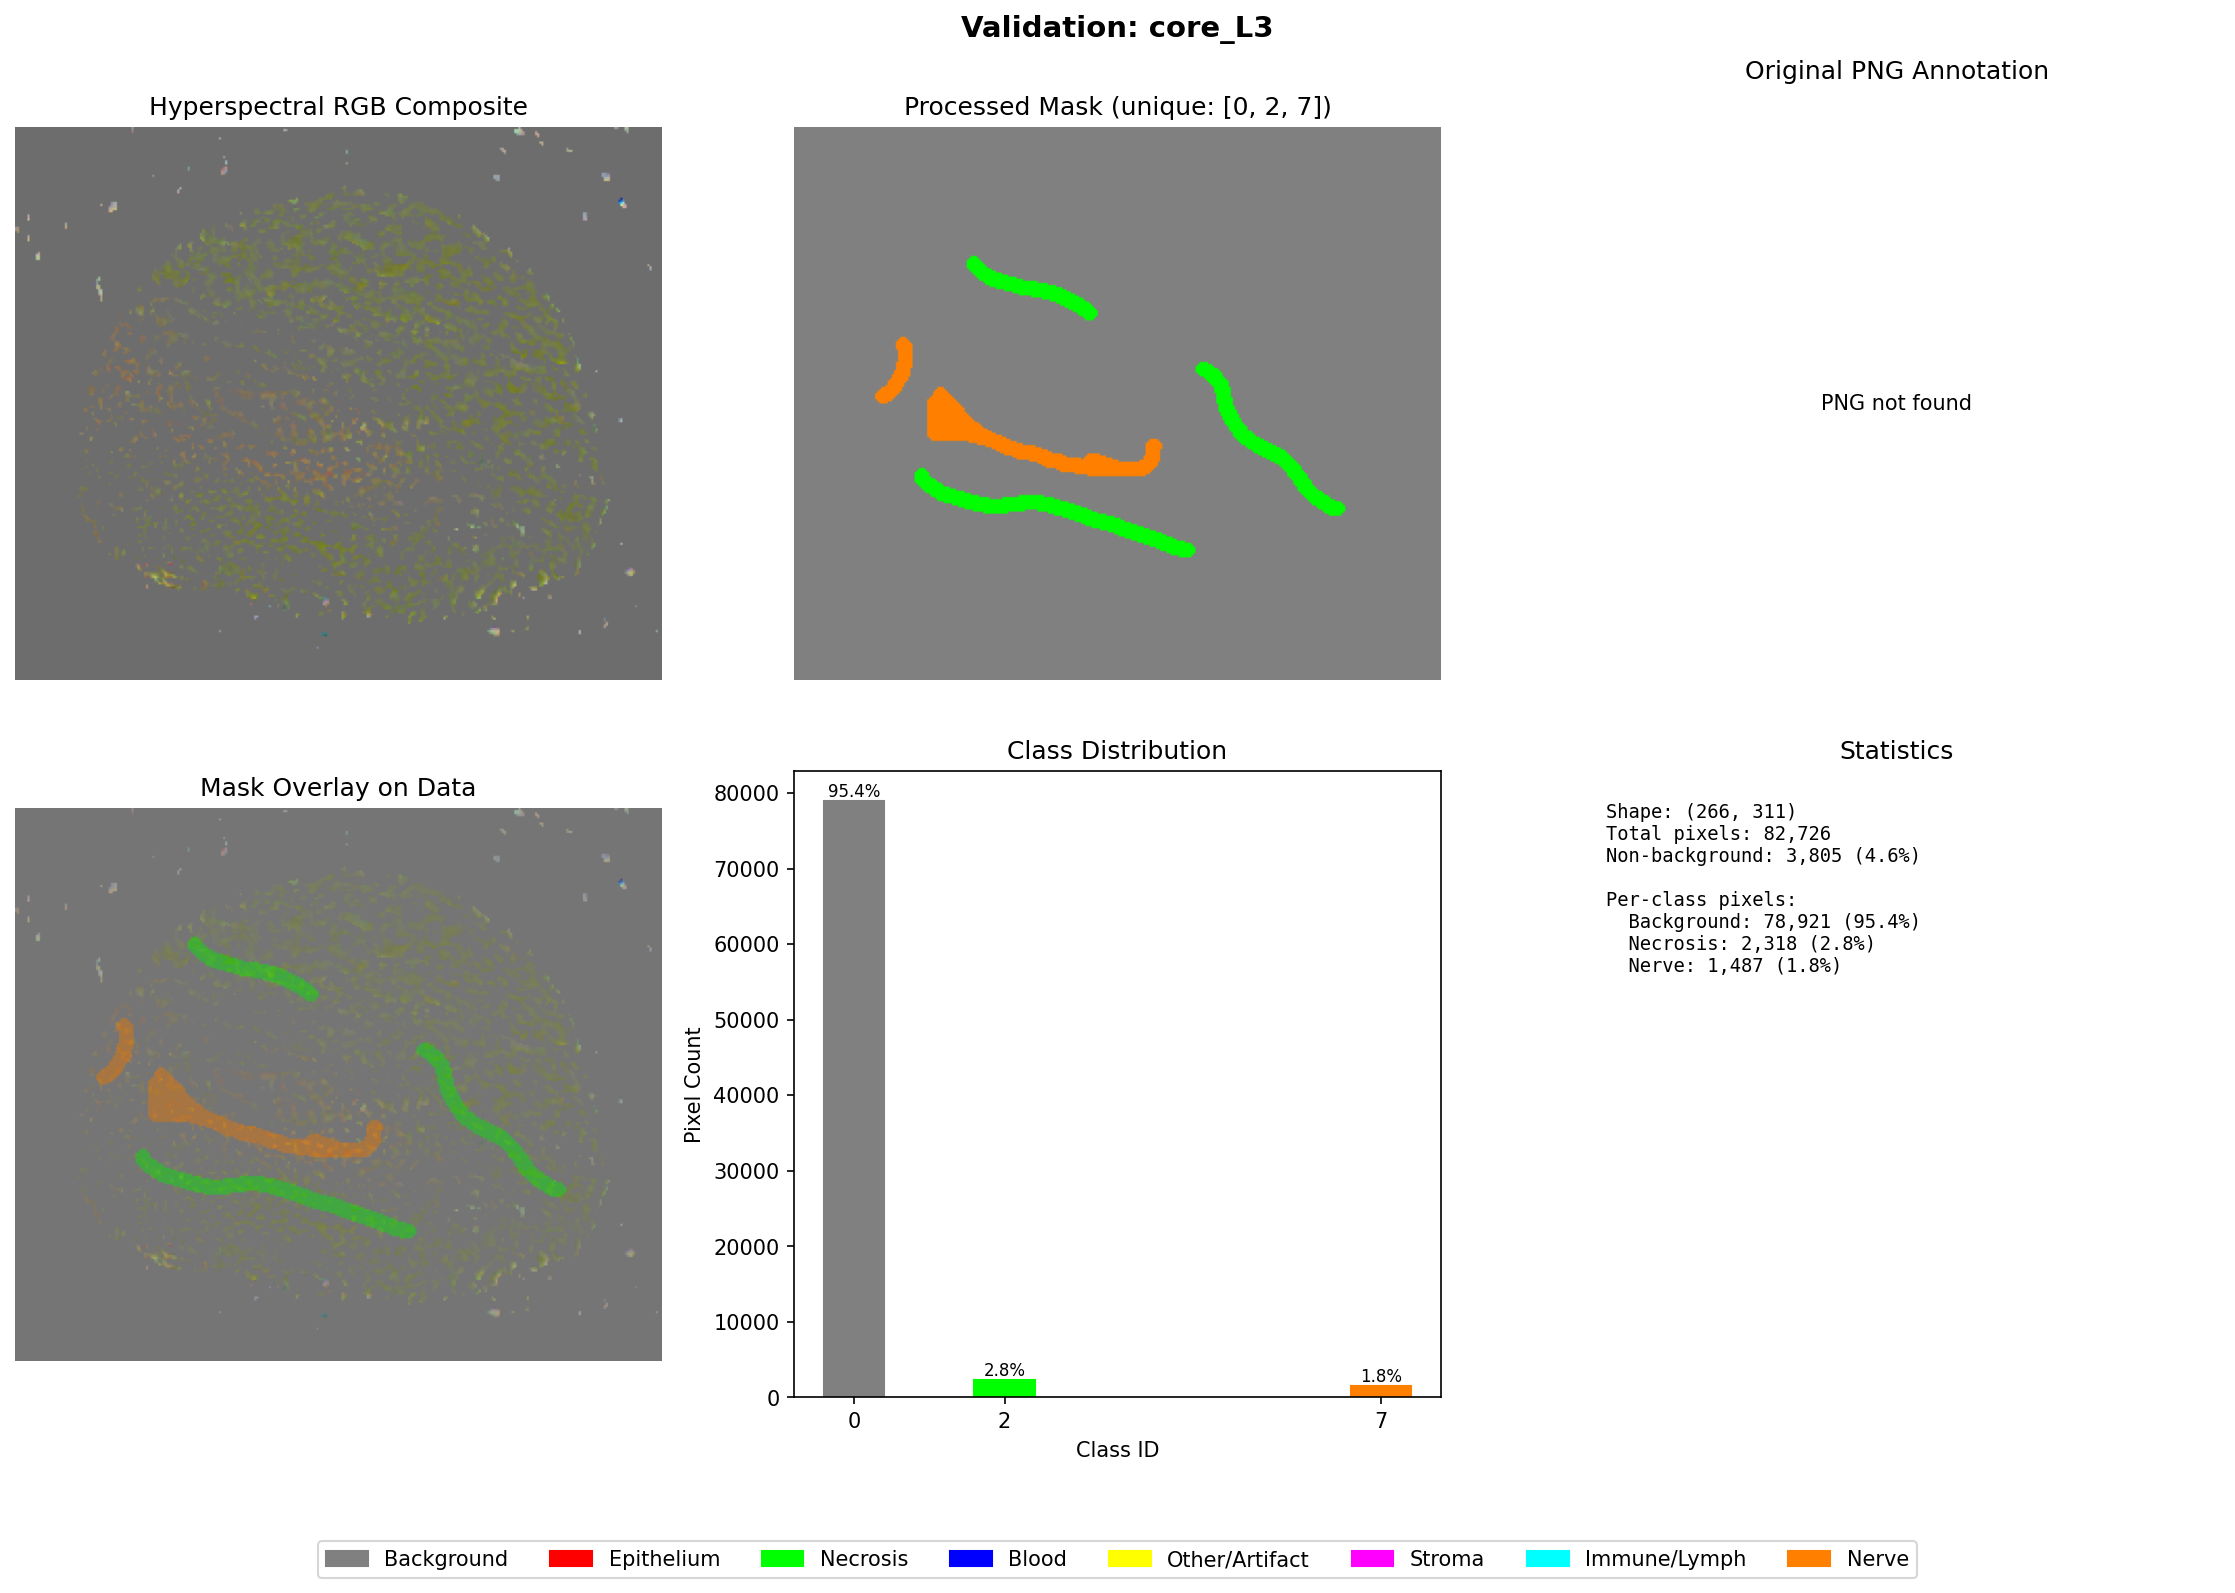 Validation: core_L3
Hyperspectral RGB Composite
Processed Mask (unique: [0, 2, 7])
Original PNG Annotation
PNG not found
Mask Overlay on Data
Class Distribution
Pixel Count
80000
70000
60000
50000
40000
30000
20000
10000
0
95.4%
2.8%
1.8%
0
2
7
Class ID
Statistics
Shape: (266, 311)
Total pixels: 82,726
Non-background: 3,805 (4.6%)
Per-class pixels:
Background: 78,921 (95.4%)
Necrosis: 2,318 (2.8%)
Nerve: 1,487 (1.8%)
Background
Epithelium
Necrosis
Blood
Other/Artifact
Stroma
Immune/Lymph
Nerve